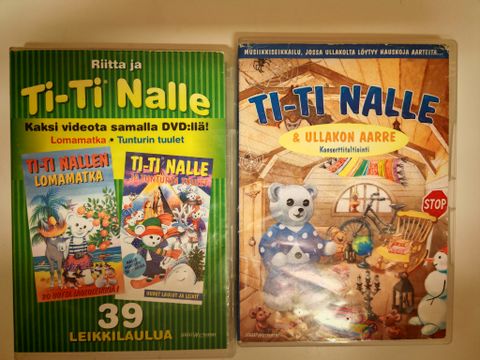 Riitta ja
Ti-Ti Nalle
Kaksi videota samalla DVD:llä!
Lomamatka • Tunturin tuulet
TI-TI NALLEN
LOMAMATKA
TI-TI NALLE
39
LEIKKILAULUA
MUSIIKKISEIKKAILU, JOSSA ULLAKOLTA LÖYTYY HAUSKOJA AARTEITA...
TI-TI NALLE
& ULLAKON AARRE
Konserttitaltiointi
STOP